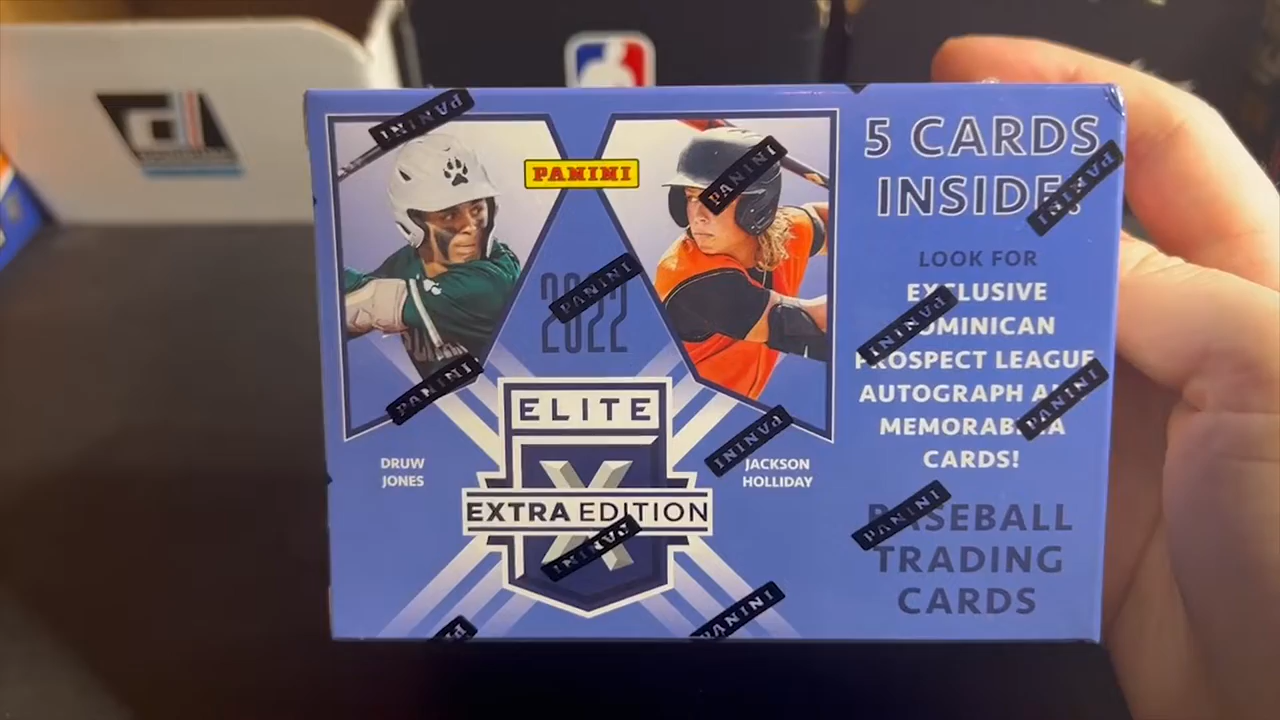 5 CARDS
INSIDE!
PANINI
2022
LOOK FOR
EXCLUSIVE
DOMINICAN
PROSPECT LEAGUE
AUTOGRAPH AND
MEMORABILIA
CARDS!
ELITE
X
EXTRA EDITION
DRUW
JONES
JACKSON
HOLLIDAY
BASEBALL
TRADING
CARDS
PANINI
PANINI
PANINI
PANINI
PANINI
PANINI
PANINI
PANINI
PANINI
PANINI
PANINI